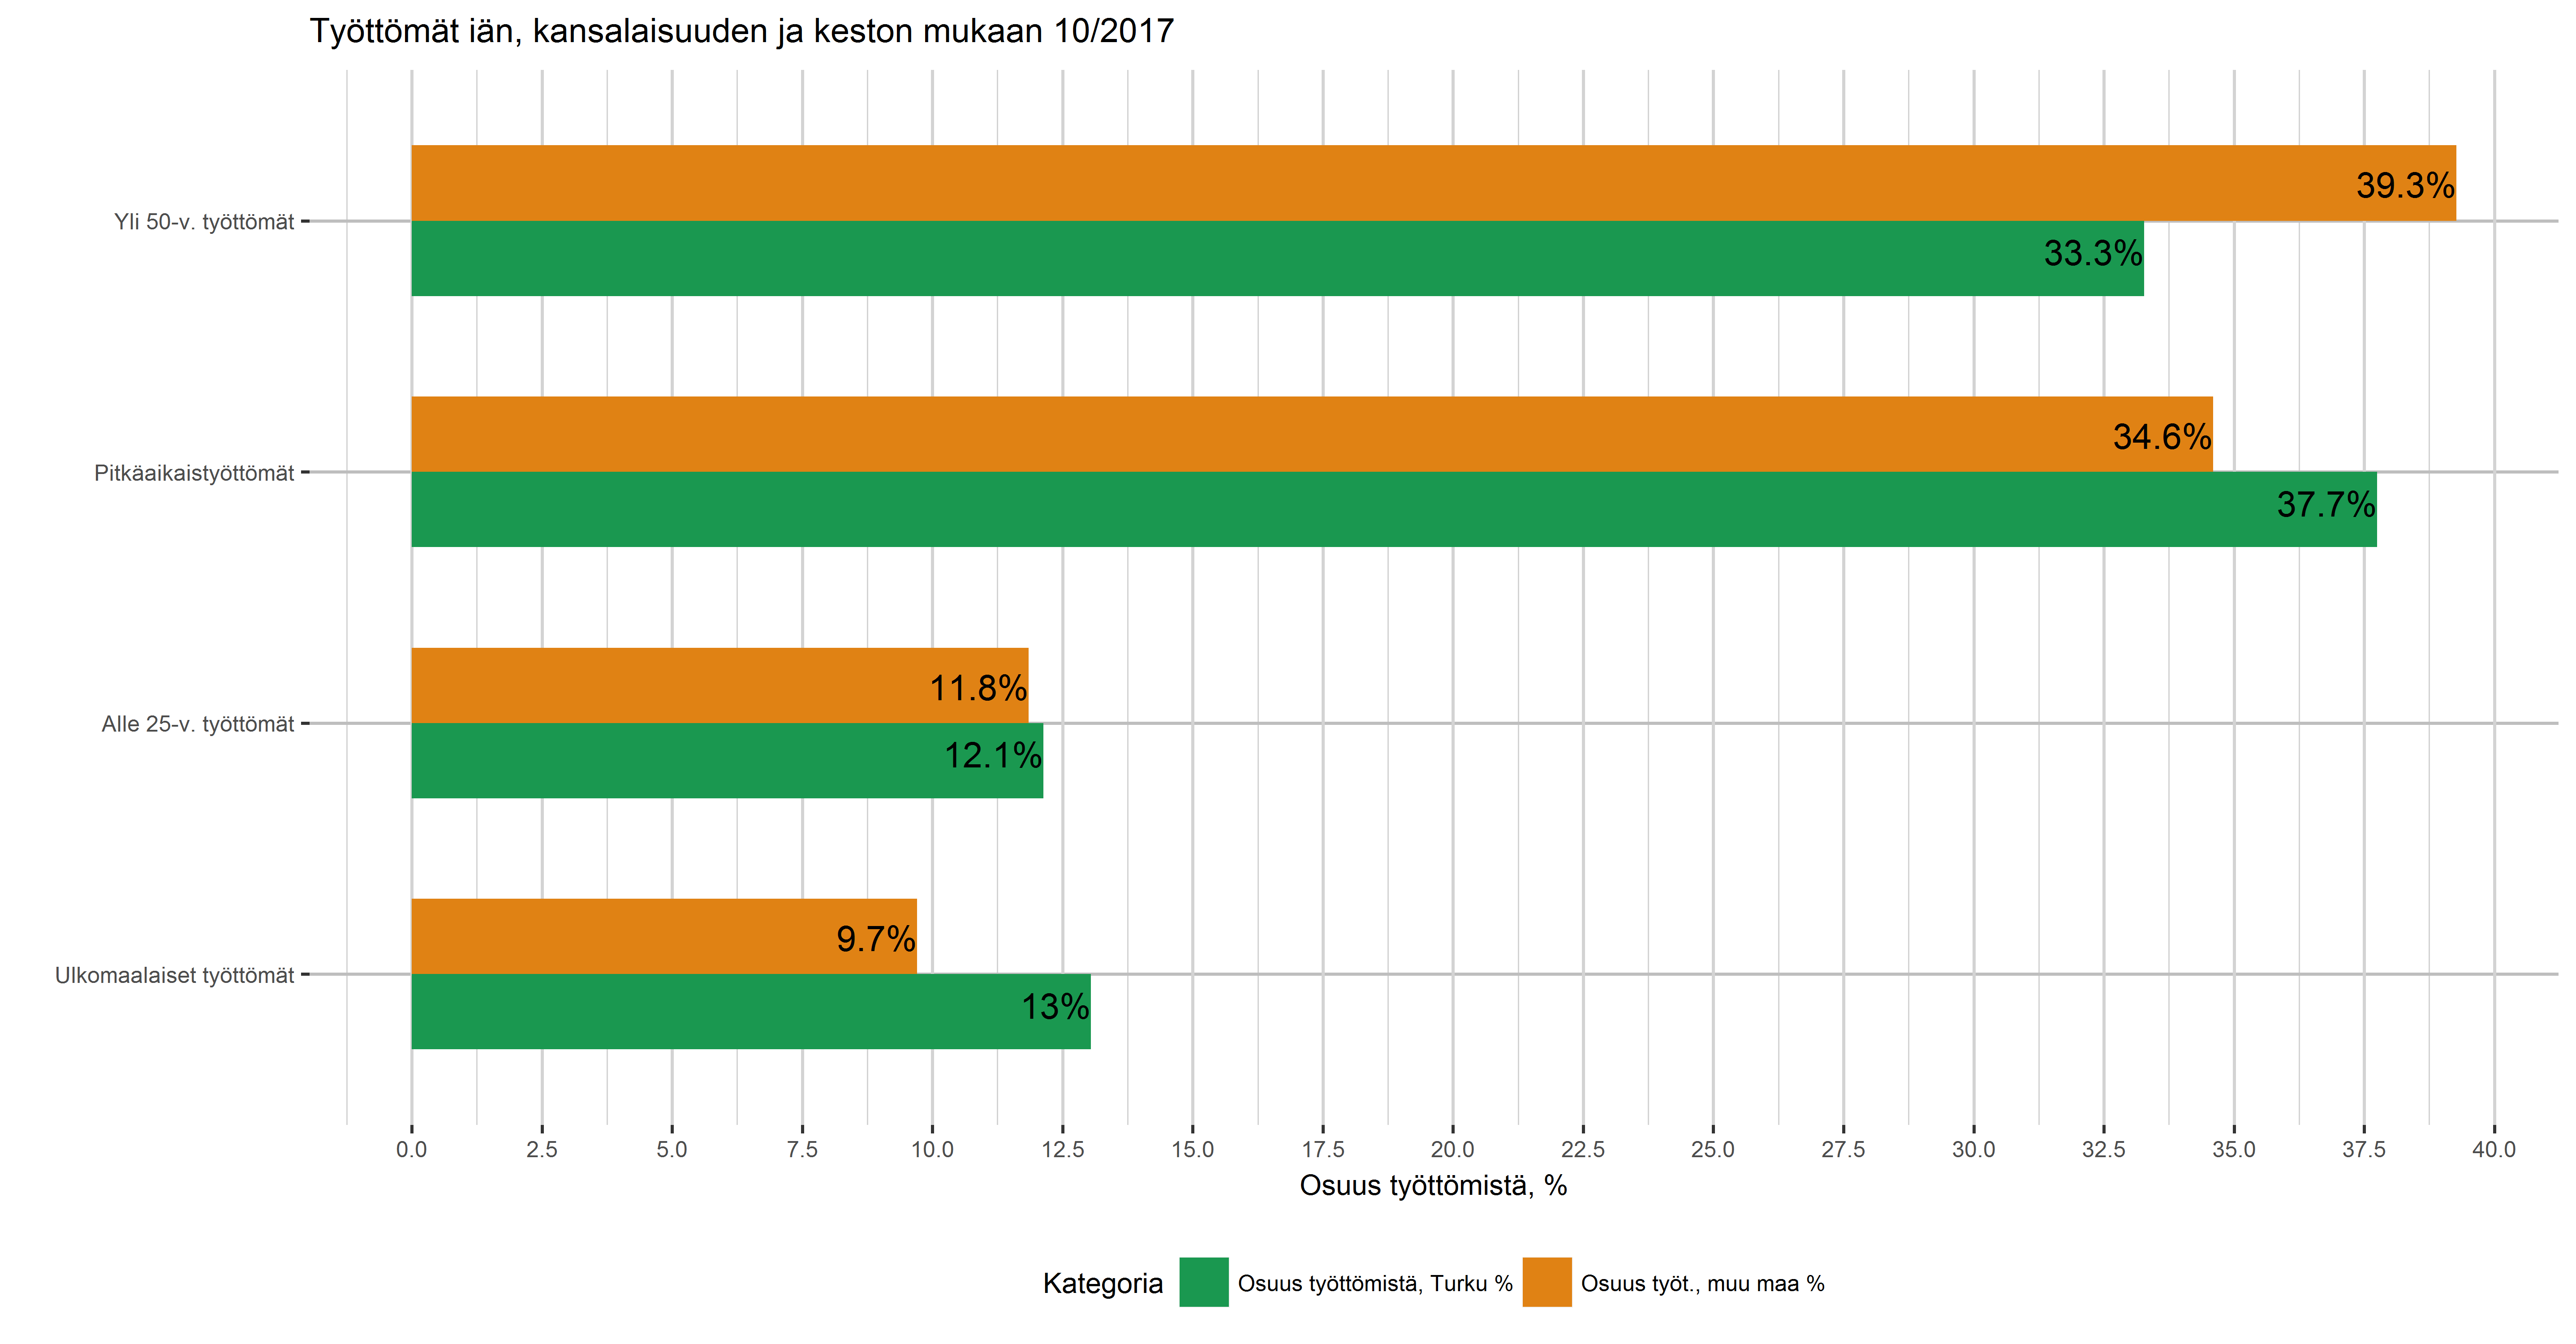 Työttömät iän, kansalaisuuden ja keston mukaan 10/2017
Yli 50-v. työttömät
39.3%
33.3%
Pitkäaikaistyöttömät
34.6%
37.7%
Alle 25-v. työttömät
11.8%
12.1%
Ulkomaalaiset työttömät
9.7%
13%
0.0 2.5 5.0 7.5 10.0 12.5 15.0 17.5 20.0 22.5 25.0 27.5 30.0 32.5 35.0 37.5 40.0
Osuus työttömistä, %
Kategoria Osuus työttömistä, Turku % Osuus työt., muu maa %